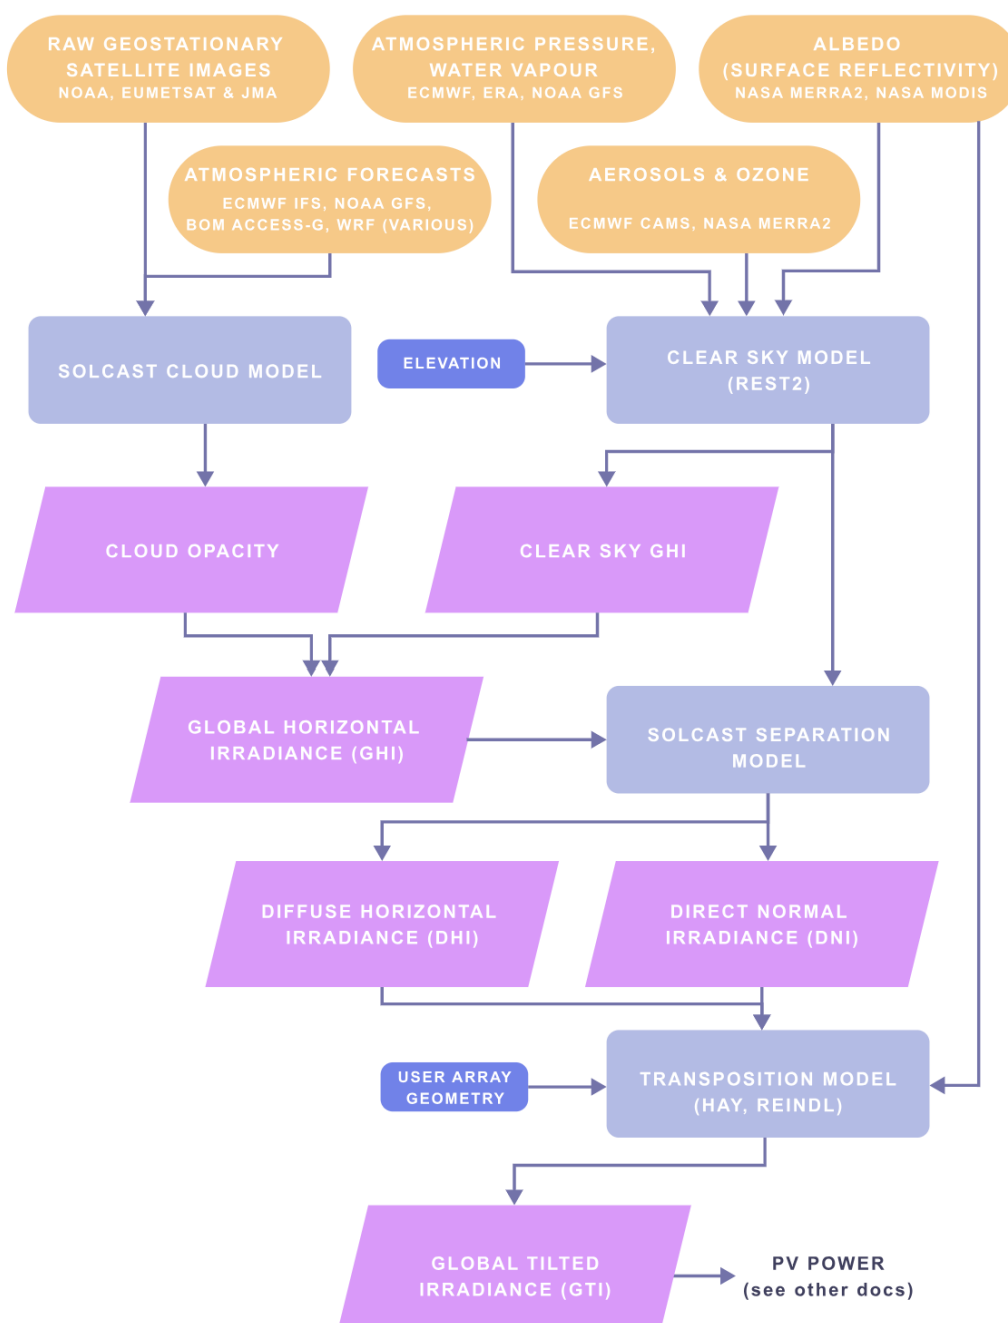 RAW GEOSTATIONARY
SATELLITE IMAGES
NOAA, EUMETSAT & JMA
ATMOSPHERIC PRESSURE,
WATER VAPOUR
ECMWF, ERA, NOAA GFS
ALBEDO
(SURFACE REFLECTIVITY)
NASA MERRA2, NASA MODIS
ATMOSPHERIC FORECASTS
ECMWF IFS, NOAA GFS,
BOM ACCESS-G, WRF (VARIOUS)
AEROSOLS & OZONE
ECMWF CAMS, NASA MERRA2
SOLCAST CLOUD MODEL
ELEVATION
CLEAR SKY MODEL
(REST2)
CLOUD OPACITY
CLEAR SKY GHI
GLOBAL HORIZONTAL
IRRADIANCE (GHI)
SOLCAST SEPARATION
MODEL
DIFFUSE HORIZONTAL
IRRADIANCE (DHI)
DIRECT NORMAL
IRRADIANCE (DNI)
USER ARRAY
GEOMETRY
TRANSPOSITION MODEL
(HAY, REINDL)
GLOBAL TILTED
IRRADIANCE (GTI)
PV POWER
(see other docs)